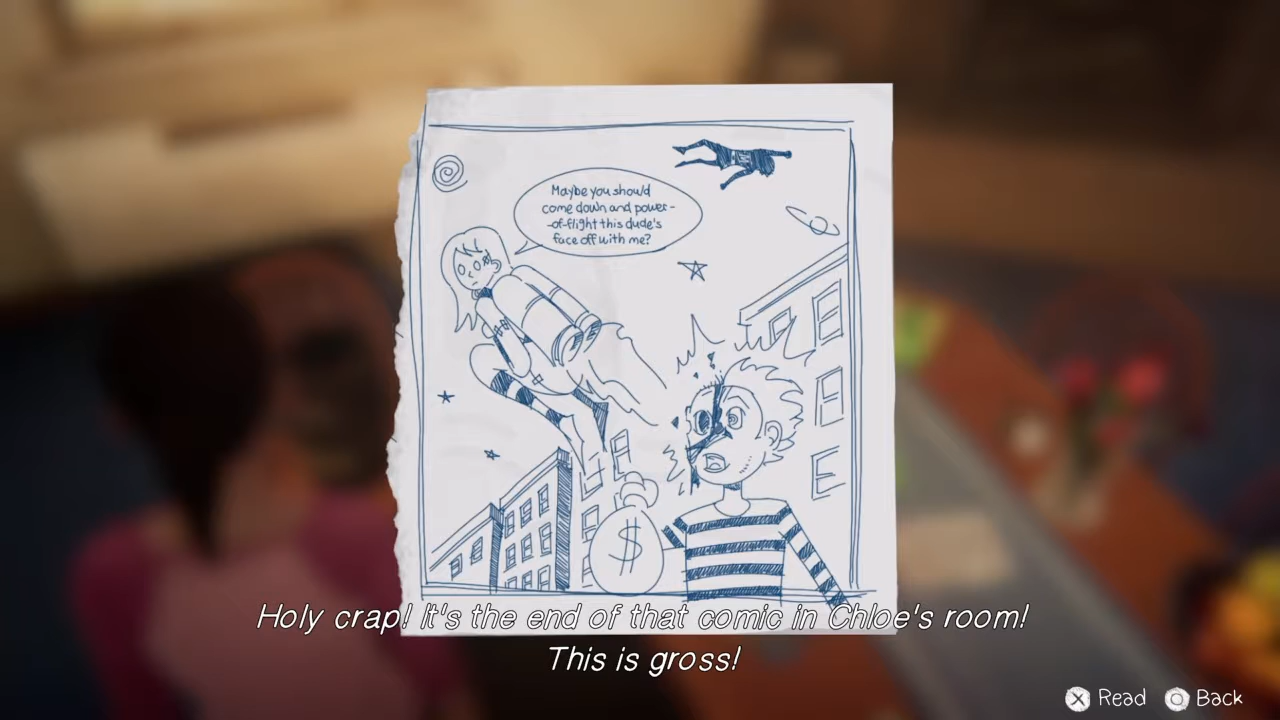 Maybe you should
come down and power-
-of-flight this dude's
face off with me?
$
Holy crap! It's the end of that comic in Chloe's room!
This is gross!
Read Back